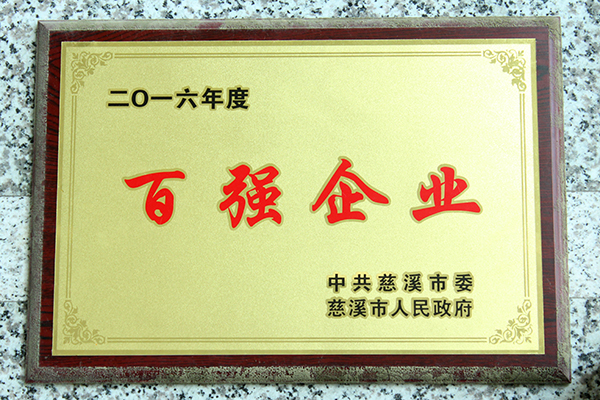 二〇一六年度
百强企业
中共慈溪市委
慈溪市人民政府